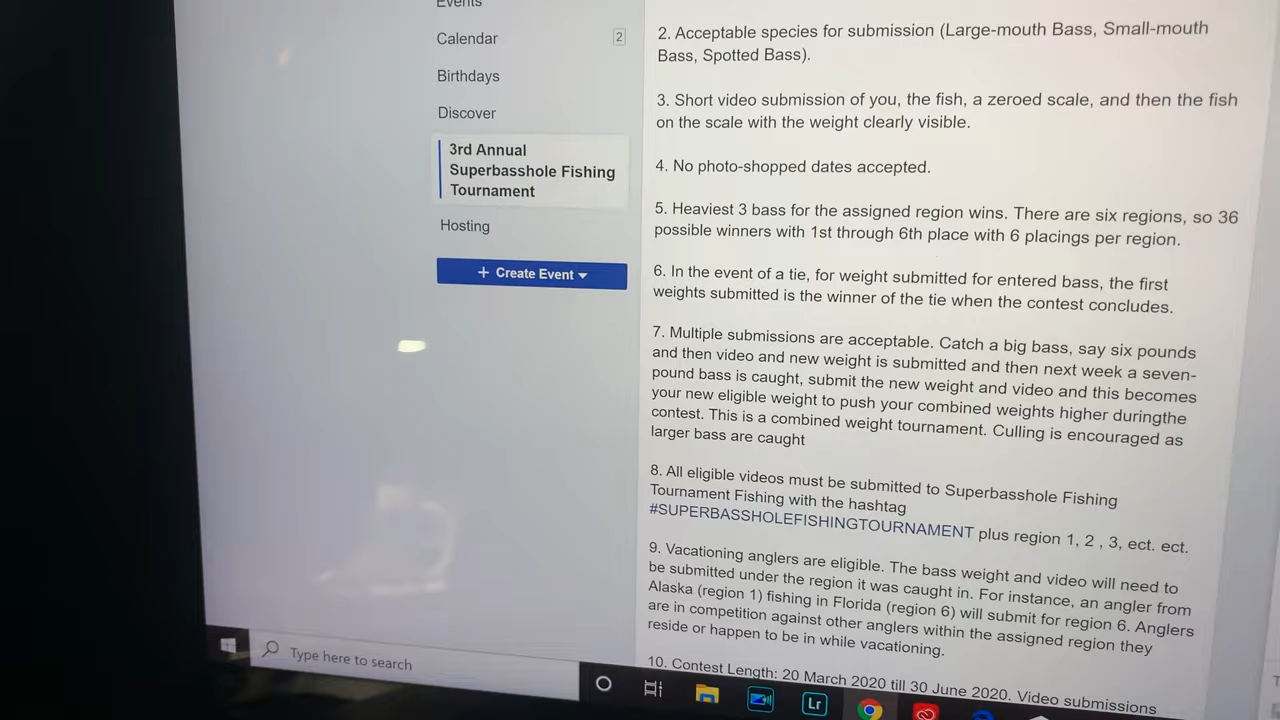 Events
Calendar
2
Birthdays
Discover
3rd Annual
Superbasshole Fishing
Tournament
Hosting
+ Create Event
2. Acceptable species for submission (Large-mouth Bass, Small-mouth
Bass, Spotted Bass).
3. Short video submission of you, the fish, a zeroed scale, and then the fish
on the scale with the weight clearly visible.
4. No photo-shopped dates accepted.
5. Heaviest 3 bass for the assigned region wins. There are six regions, so 36
possible winners with 1st through 6th place with 6 placings per region.
6. In the event of a tie, for weight submitted for entered bass, the first
weights submitted is the winner of the tie when the contest concludes.
7. Multiple submissions are acceptable. Catch a big bass, say six pounds
and then video and new weight is submitted and then next week a seven-
pound bass is caught, submit the new weight and video and this becomes
your new eligible weight to push your combined weights higher duringthe
contest. This is a combined weight tournament. Culling is encouraged as
larger bass are caught
8. All eligible videos must be submitted to Superbasshole Fishing
Tournament Fishing with the hashtag
#SUPERBASSHOLEFISHINGTOURNAMENT plus region 1, 2 , 3, ect. ect.
9. Vacationing anglers are eligible. The bass weight and video will need to
be submitted under the region it was caught in. For instance, an angler from
Alaska (region 1) fishing in Florida (region 6) will submit for region 6. Anglers
are in competition against other anglers within the assigned region they
reside or happen to be in while vacationing.
10. Contest Length: 20 March 2020 till 30 June 2020. Video submissions
Type here to search
Lr